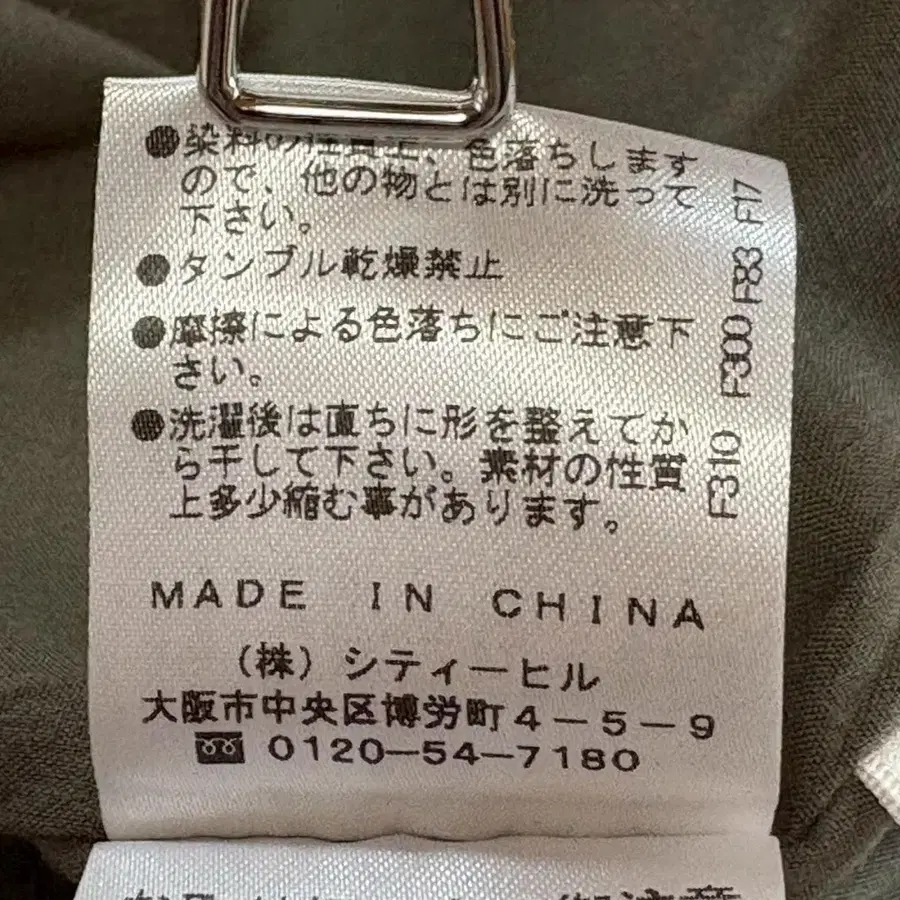 ●染料の性質上、色落ちします
ので、他の物とは別に洗って
下さい。
●タンブル乾燥禁止
●摩擦による色落ちにご注意下
さい。
●洗濯後は直ちに形を整えてか
ら干して下さい。素材の性質
上多少縮む事があります。
F310 F300 F83 F17
MADE IN CHINA
(株)シティーヒル
大阪市中央区博労町4-5-9
0120-54-7180